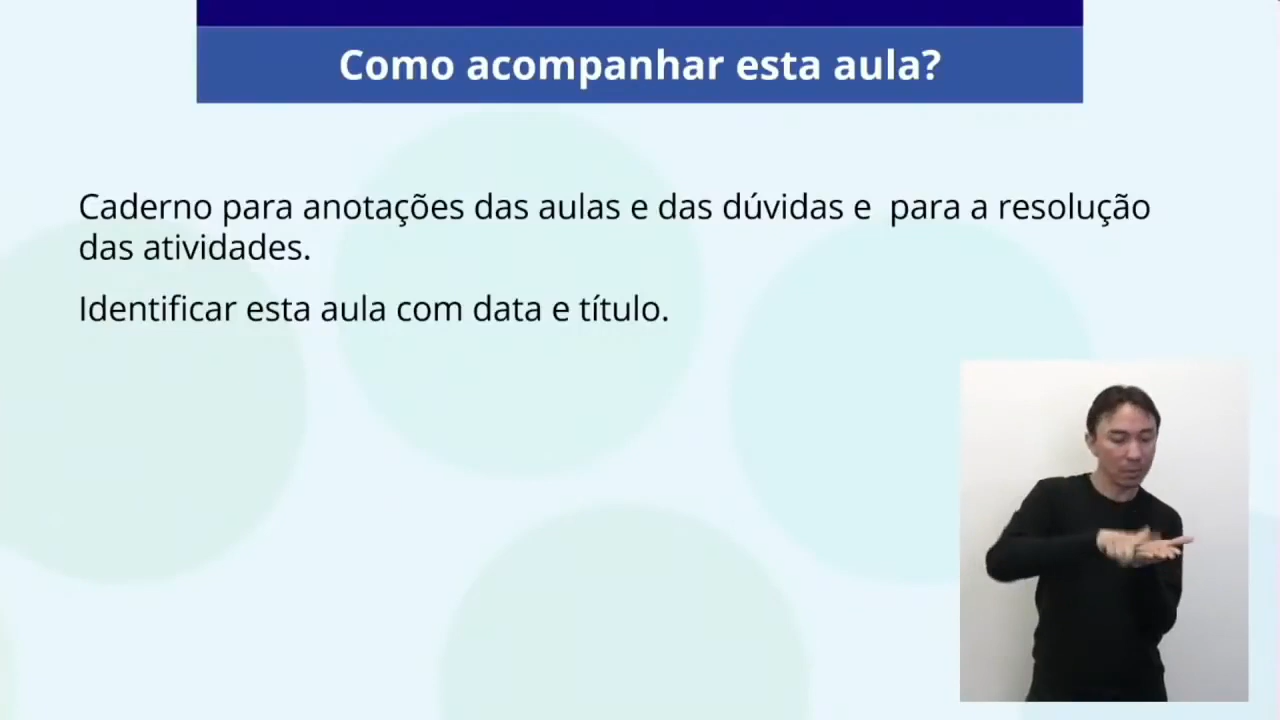 Como acompanhar esta aula?
Caderno para anotações das aulas e das dúvidas e  para a resolução
das atividades.
Identificar esta aula com data e título.